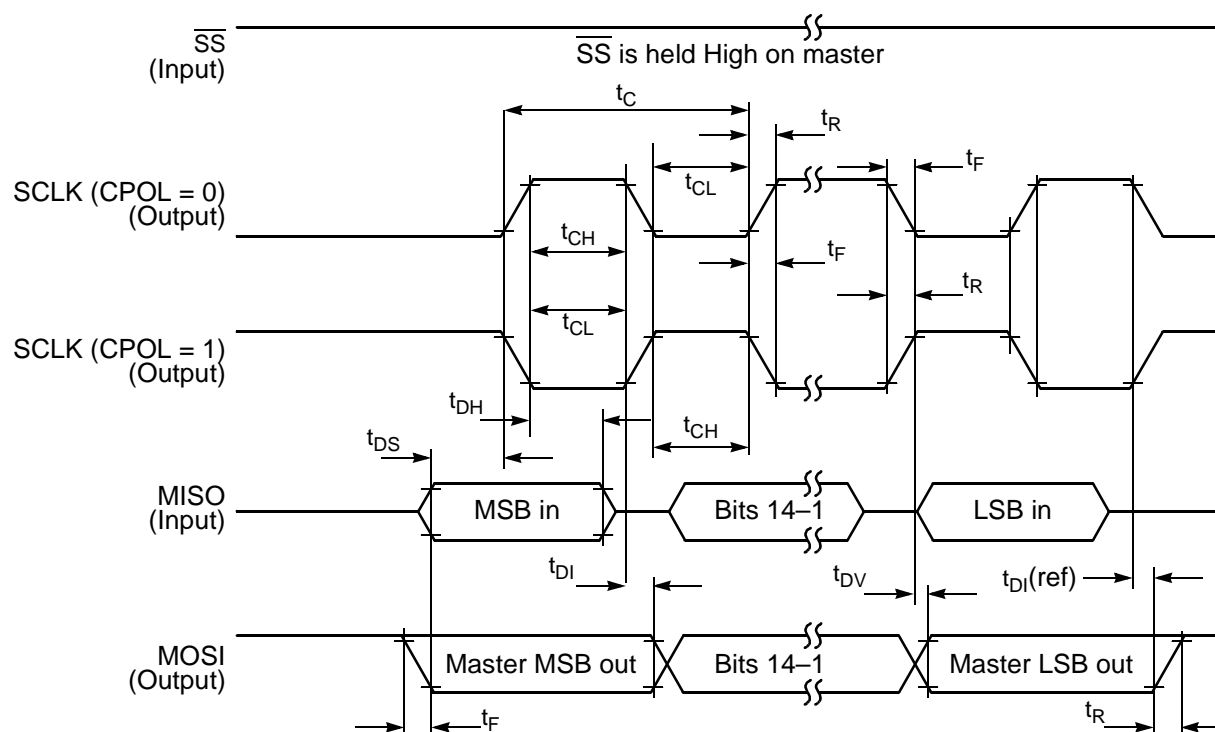 SS
(Input)
SS is held High on master
tC
tR
tF
SCLK (CPOL = 0)
(Output)
tCL
tCH
tF
tR
tCL
SCLK (CPOL = 1)
(Output)
tDH
tCH
tDS
MISO
(Input)
MSB in
Bits 14–1
LSB in
tDI
tDV
tDI(ref)
MOSI
(Output)
Master MSB out
Bits 14–1
Master LSB out
tF
tR